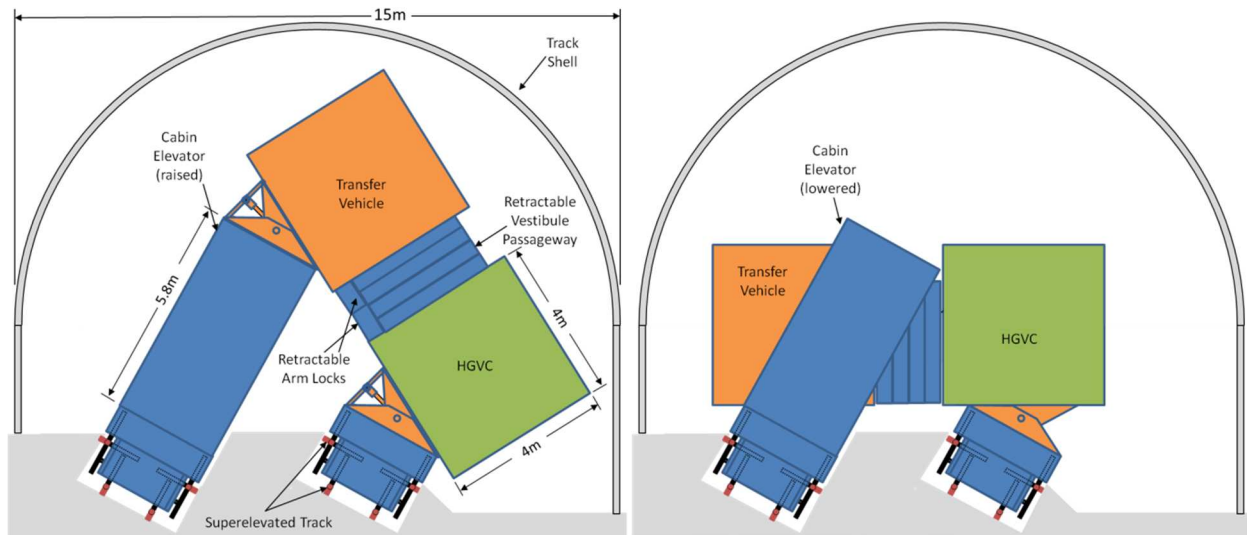 15m
Track
Shell
Cabin
Elevator
(raised)
Transfer
Vehicle
Retractable
Vestibule
Passageway
5.8m
4m
Retractable
Arm Locks
HGVC
4m
Superelevated Track
Cabin
Elevator
(lowered)
Transfer
Vehicle
HGVC